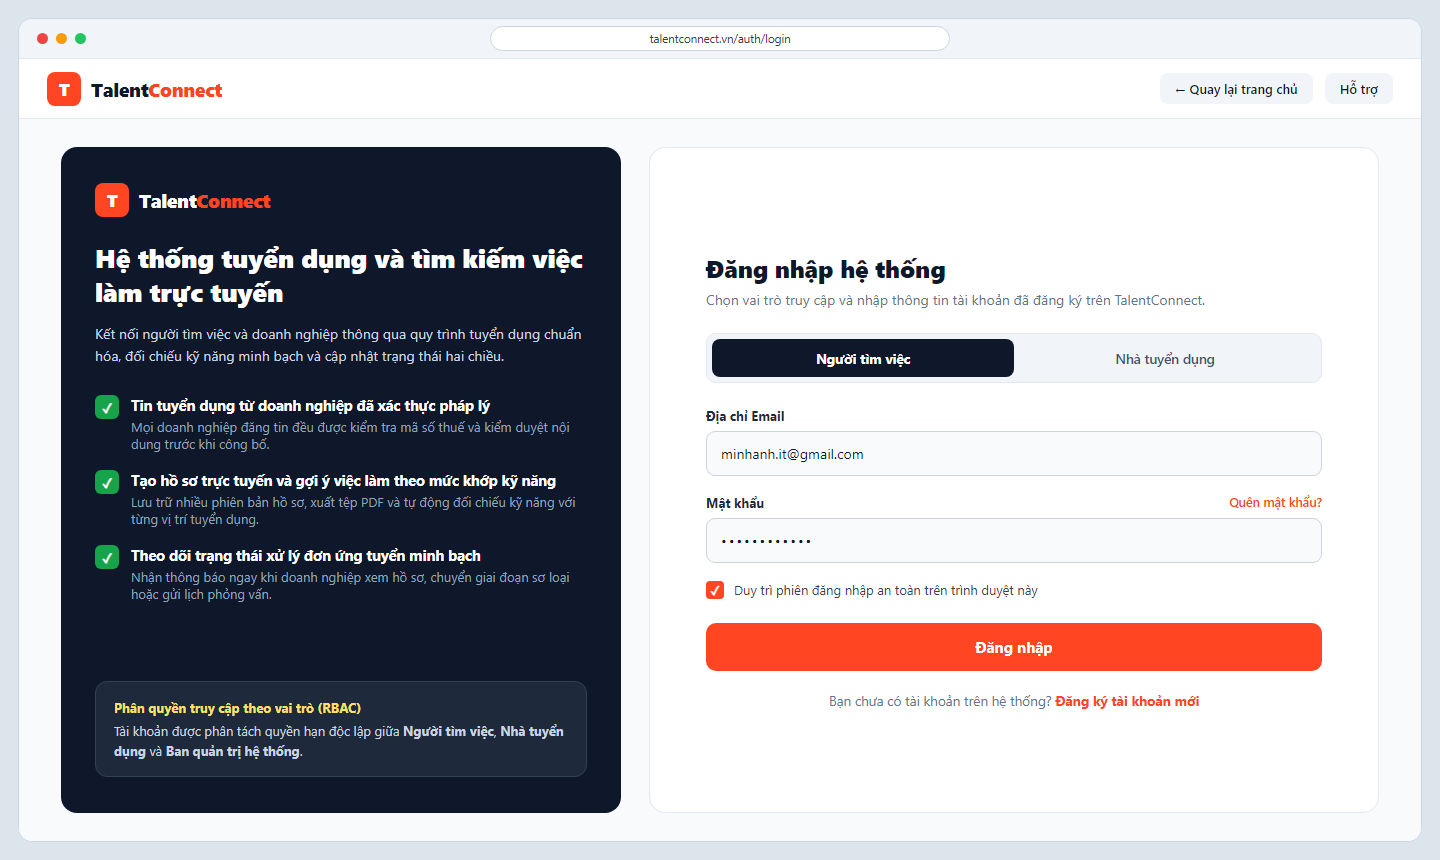 talentconnect.vn/auth/login
T TalentConnect
← Quay lại trang chủ
Hỗ trợ
T TalentConnect
Hệ thống tuyển dụng và tìm kiếm việc
làm trực tuyến
Kết nối người tìm việc và doanh nghiệp thông qua quy trình tuyển dụng chuẩn
hóa, đối chiếu kỹ năng minh bạch và cập nhật trạng thái hai chiều.
Tin tuyển dụng từ doanh nghiệp đã xác thực pháp lý
Mọi doanh nghiệp đăng tin đều được kiểm tra mã số thuế và kiểm duyệt nội
dung trước khi công bố.
Tạo hồ sơ trực tuyến và gợi ý việc làm theo mức khớp kỹ năng
Lưu trữ nhiều phiên bản hồ sơ, xuất tệp PDF và tự động đối chiếu kỹ năng với
từng vị trí tuyển dụng.
Theo dõi trạng thái xử lý đơn ứng tuyển minh bạch
Nhận thông báo ngay khi doanh nghiệp xem hồ sơ, chuyển giai đoạn sơ loại
hoặc gửi lịch phỏng vấn.
Phân quyền truy cập theo vai trò (RBAC)
Tài khoản được phân tách quyền hạn độc lập giữa Người tìm việc, Nhà tuyển
dụng và Ban quản trị hệ thống.
Đăng nhập hệ thống
Chọn vai trò truy cập và nhập thông tin tài khoản đã đăng ký trên TalentConnect.
Người tìm việc
Nhà tuyển dụng
Địa chỉ Email
minhanh.it@gmail.com
Mật khẩu
Quên mật khẩu?
••••••••••••
Duy trì phiên đăng nhập an toàn trên trình duyệt này
Đăng nhập
Bạn chưa có tài khoản trên hệ thống? Đăng ký tài khoản mới